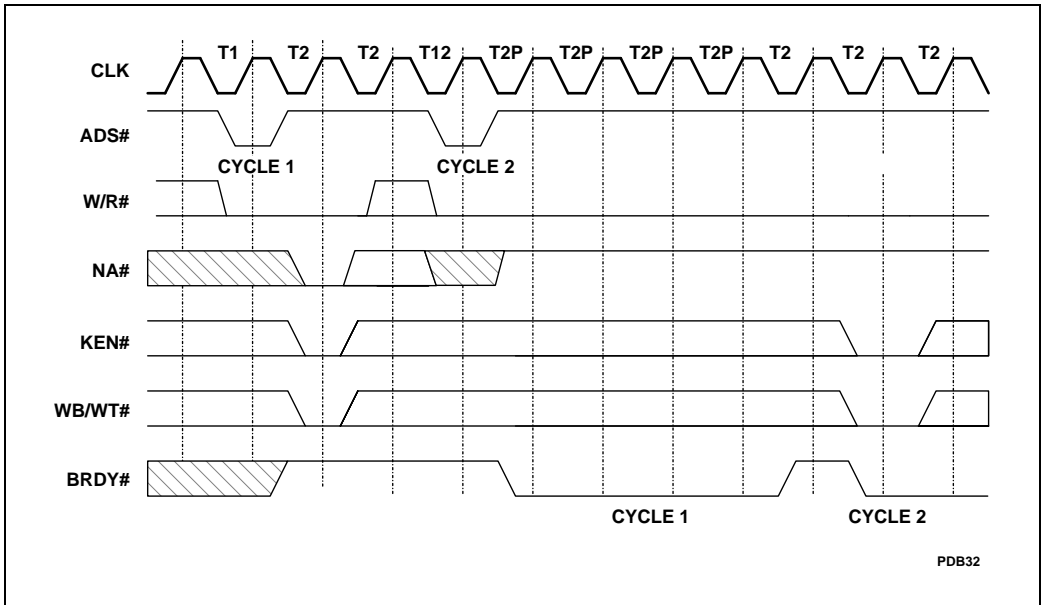 T1 T2 T2 T12 T2P T2P T2P T2P T2 T2 T2
CLK
ADS#
CYCLE 1 CYCLE 2
W/R#
NA#
KEN#
WB/WT#
BRDY#
CYCLE 1 CYCLE 2
PDB32